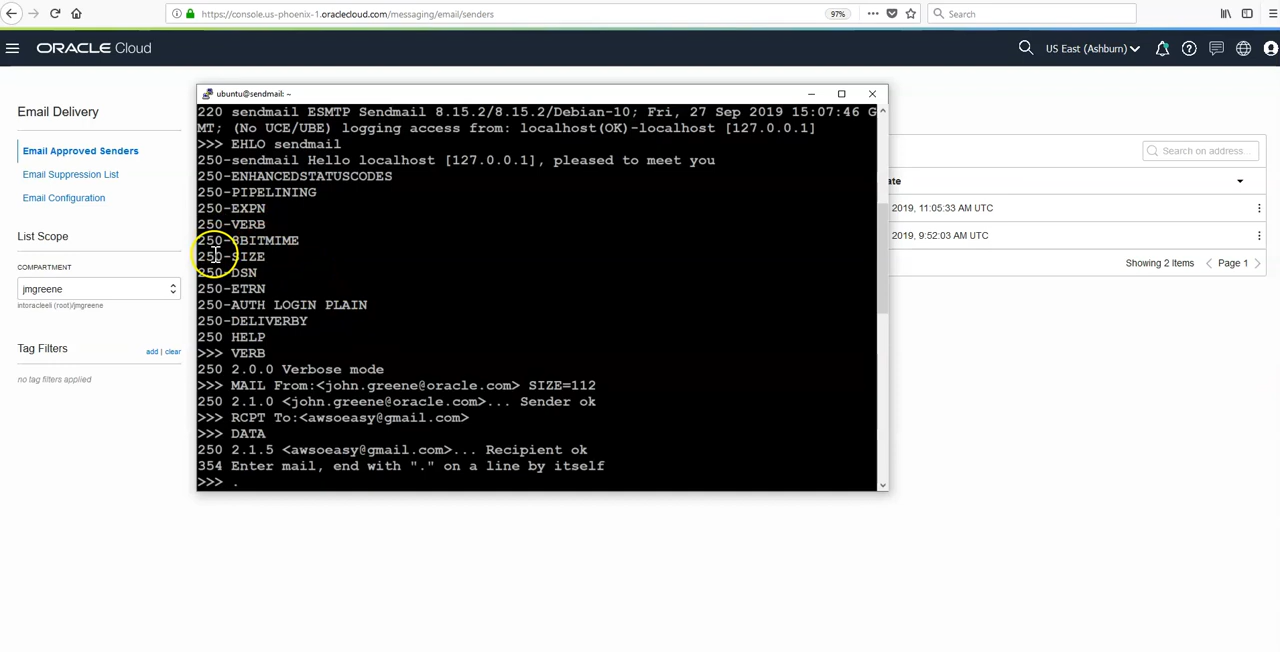 https://console.us-phoenix-1.oraclecloud.com/messaging/email/senders
97%
Search
ORACLE Cloud
US East (Ashburn)
Email Delivery
Email Approved Senders
Email Suppression List
Email Configuration
List Scope
COMPARTMENT
jmgreene
intoracleeli (root)/jmgreene
Tag Filters
add | clear
no tag filters applied
ubuntu@sendmail: ~
220 sendmail ESMTP Sendmail 8.15.2/8.15.2/Debian-10; Fri, 27 Sep 2019 15:07:46 G
MT; (No UCE/UBE) logging access from: localhost(OK)-localhost [127.0.0.1]
>>> EHLO sendmail
250-sendmail Hello localhost [127.0.0.1], pleased to meet you
250-ENHANCEDSTATUSCODES
250-PIPELINING
250-EXPN
250-VERB
250-8BITMIME
250-SIZE
250-DSN
250-ETRN
250-AUTH LOGIN PLAIN
250-DELIVERBY
250 HELP
>>> VERB
250 2.0.0 Verbose mode
>>> MAIL From:<john.greene@oracle.com> SIZE=112
250 2.1.0 <john.greene@oracle.com>... Sender ok
>>> RCPT To:<awsoeasy@gmail.com>
>>> DATA
250 2.1.5 <awsoeasy@gmail.com>... Recipient ok
354 Enter mail, end with "." on a line by itself
>>> .
Search on address...
ate
2019, 11:05:33 AM UTC
2019, 9:52:03 AM UTC
Showing 2 Items
Page 1